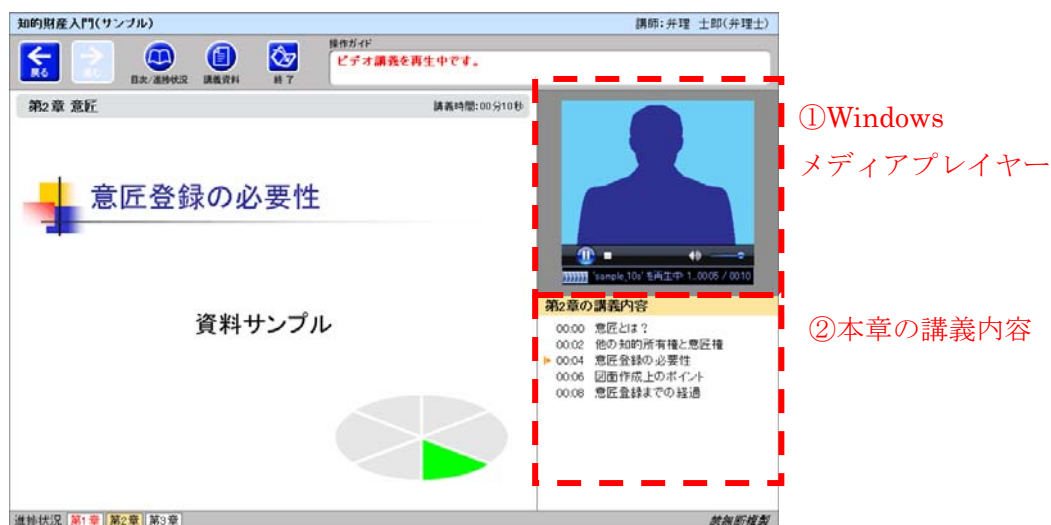 知的財産入門(サンプル)
講師:弁理 士郎(弁理士)
操作ガイド
ビデオ講義を再生中です。
戻る
進む
目次/進捗状況
講義資料
終了
第2章 意匠
講義時間:00分10秒
①Windows
メディアプレイヤー
意匠登録の必要性
資料サンプル
'sample_10s' を再生中 1...0005 / 0010
第2章の講義内容
00:00 意匠とは?
00:02 他の知的所有権と意匠権
00:04 意匠登録の必要性
00:06 図面作成上のポイント
00:08 意匠登録までの経過
②本章の講義内容
進捗状況 第1章 第2章 第3章
禁無断複製